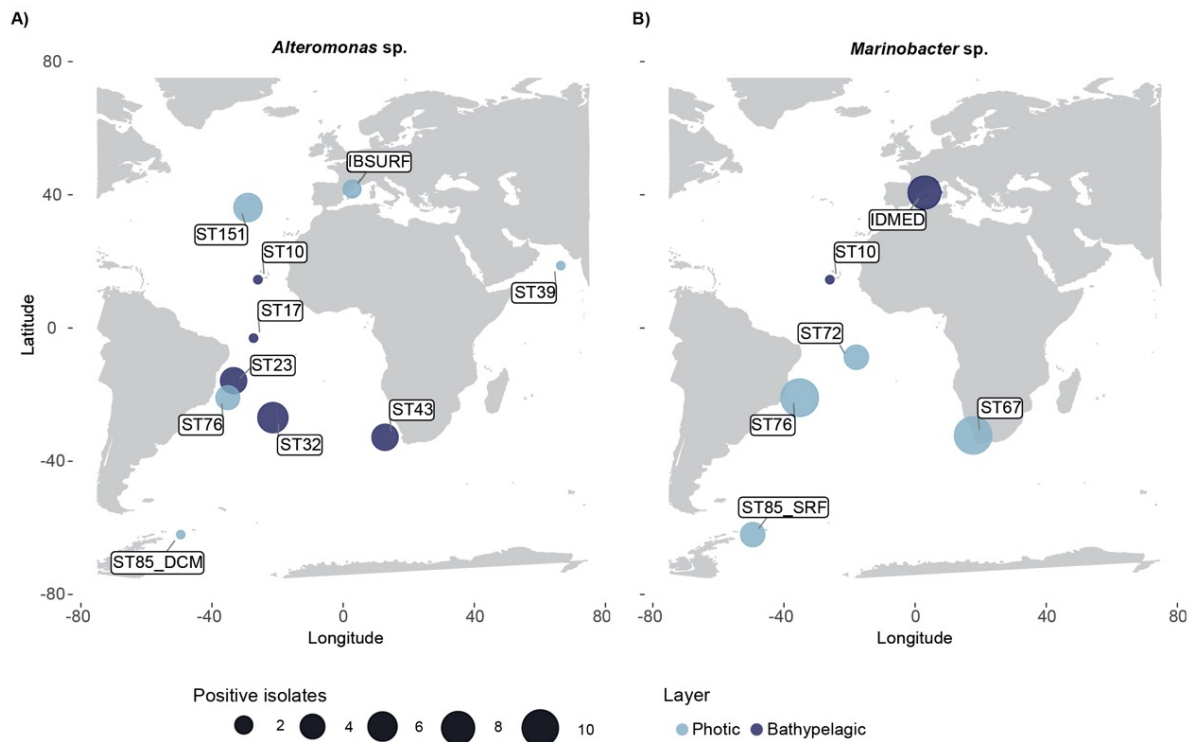 A)
B)
Alteromonas sp.
Marinobacter sp.
80 -
40 -
0 -
-40 -
-80 -
Latitude
IBSURF
ST151
ST10
ST39
ST17
ST23
ST76
ST32
ST43
ST85_DCM
-80
-40
0
40
80
Longitude
-
-
-
-
-
IDMED
ST10
ST72
ST76
ST67
ST85_SRF
-80
-40
0
40
80
Longitude
Positive isolates
2 4 6 8 10
Layer
Photic Bathypelagic